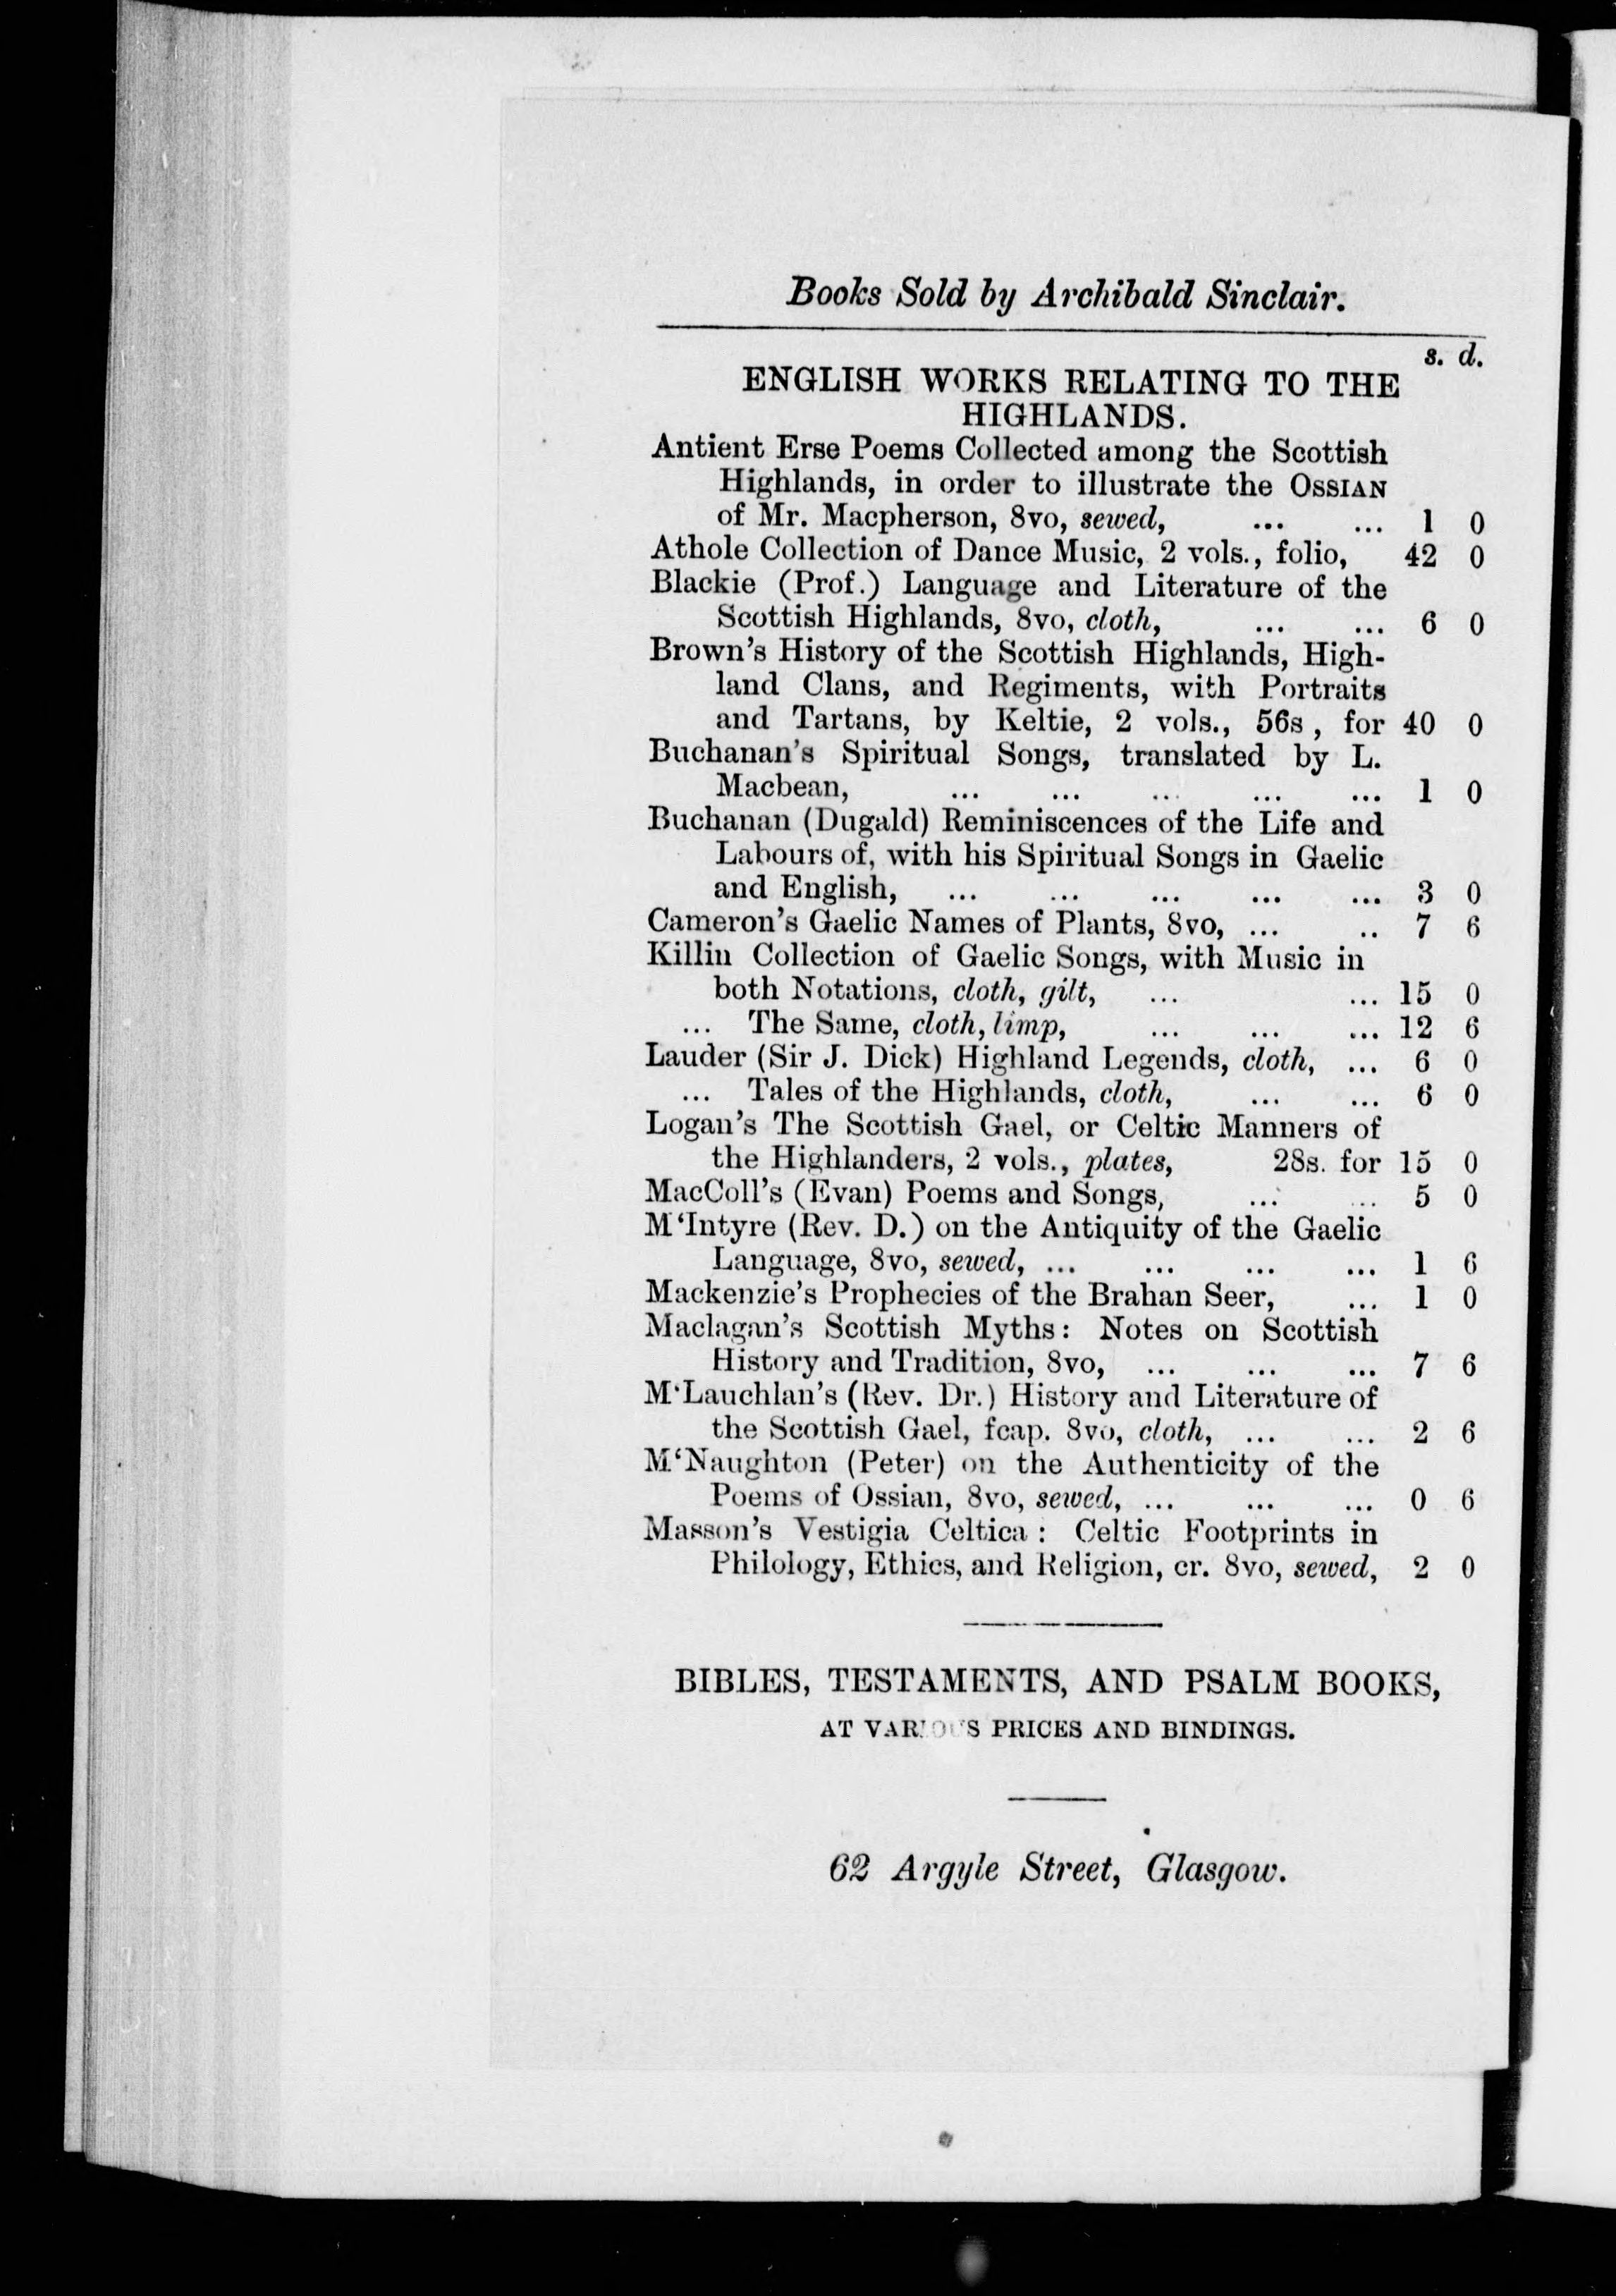 Books Sold by Archibald Sinclair.
s. d.
ENGLISH WORKS RELATING TO THE
HIGHLANDS.
Antient Erse Poems Collected among the Scottish
Highlands, in order to illustrate the OSSIAN
of Mr. Macpherson, 8vo, sewed, ... ... 1 0
Athole Collection of Dance Music, 2 vols., folio, 42 0
Blackie (Prof.) Language and Literature of the
Scottish Highlands, 8vo, cloth, ... ... 6 0
Brown's History of the Scottish Highlands, High-
land Clans, and Regiments, with Portraits
and Tartans, by Keltie, 2 vols., 56s , for 40 0
Buchanan's Spiritual Songs, translated by L.
Macbean, ... ... ... ... ... 1 0
Buchanan (Dugald) Reminiscences of the Life and
Labours of, with his Spiritual Songs in Gaelic
and English, ... ... ... ... ... 3 0
Cameron's Gaelic Names of Plants, 8vo, ... .. 7 6
Killin Collection of Gaelic Songs, with Music in
both Notations, cloth, gilt, ... ... 15 0
... The Same, cloth, limp, ... ... ... 12 6
Lauder (Sir J. Dick) Highland Legends, cloth, ... 6 0
... Tales of the Highlands, cloth, ... ... 6 0
Logan's The Scottish Gael, or Celtic Manners of
the Highlanders, 2 vols., plates, 28s. for 15 0
MacColl's (Evan) Poems and Songs, ... ... 5 0
M'Intyre (Rev. D.) on the Antiquity of the Gaelic
Language, 8vo, sewed, ... ... ... ... 1 6
Mackenzie's Prophecies of the Brahan Seer, ... 1 0
Maclagan's Scottish Myths: Notes on Scottish
History and Tradition, 8vo, ... ... ... 7 6
M'Lauchlan's (Rev. Dr.) History and Literature of
the Scottish Gael, fcap. 8vo, cloth, ... ... 2 6
M'Naughton (Peter) on the Authenticity of the
Poems of Ossian, 8vo, sewed, ... ... ... 0 6
Masson's Vestigia Celtica: Celtic Footprints in
Philology, Ethics, and Religion, cr. 8vo, sewed, 2 0
BIBLES, TESTAMENTS, AND PSALM BOOKS,
AT VARIOUS PRICES AND BINDINGS.
62 Argyle Street, Glasgow.